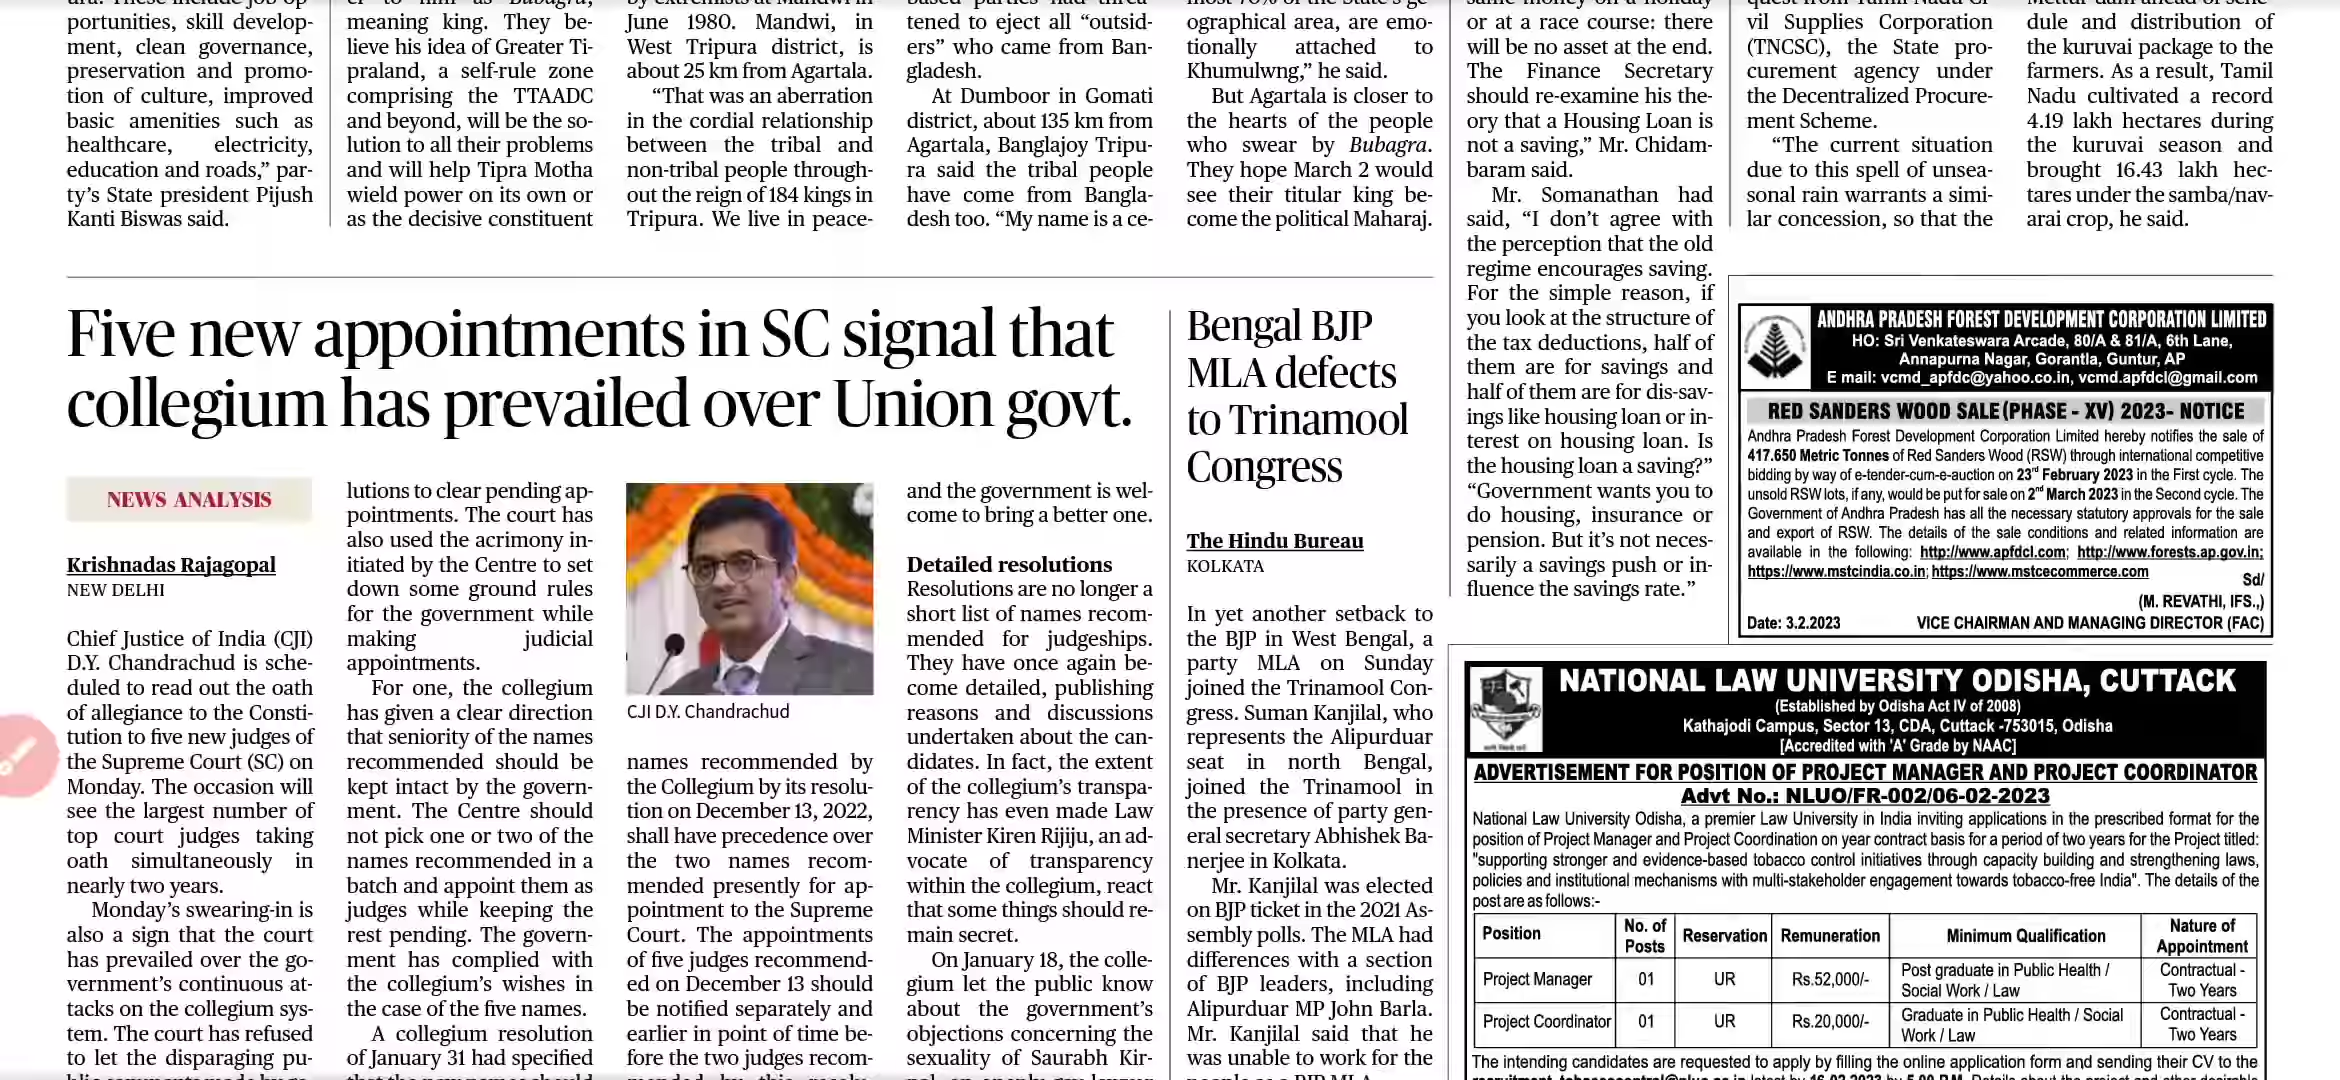 portunities, skill develop-
ment, clean governance,
preservation and promo-
tion of culture, improved
basic amenities such as
healthcare, electricity,
education and roads,” par-
ty’s State president Pijush
Kanti Biswas said.
er to him as Bubagra,
meaning king. They be-
lieve his idea of Greater Ti-
praland, a self-rule zone
comprising the TTAADC
and beyond, will be the so-
lution to all their problems
and will help Tipra Motha
wield power on its own or
as the decisive constituent
by extremists at Mandwi in
June 1980. Mandwi, in
West Tripura district, is
about 25 km from Agartala.
“That was an aberration
in the cordial relationship
between the tribal and
non-tribal people through-
out the reign of 184 kings in
Tripura. We live in peace-
based parties had threa-
tened to eject all “outsid-
ers” who came from Ban-
gladesh.
At Dumboor in Gomati
district, about 135 km from
Agartala, Banglajoy Tripu-
ra said the tribal people
have come from Bangla-
desh too. “My name is a ce-
most 70% of the State’s ge-
ographical area, are emo-
tionally attached to
Khumulwng,” he said.
But Agartala is closer to
the hearts of the people
who swear by Bubagra.
They hope March 2 would
see their titular king be-
come the political Maharaj.
same money on a holiday
or at a race course: there
will be no asset at the end.
The Finance Secretary
should re-examine his the-
ory that a Housing Loan is
not a saving,” Mr. Chidam-
baram said.
Mr. Somanathan had
said, “I don’t agree with
the perception that the old
regime encourages saving.
For the simple reason, if
you look at the structure of
the tax deductions, half of
them are for savings and
half of them are for dis-sav-
ings like housing loan or in-
terest on housing loan. Is
the housing loan a saving?”
“Government wants you to
do housing, insurance or
pension. But it’s not neces-
sarily a savings push or in-
fluence the savings rate.”
quest from Tamil Nadu Ci-
vil Supplies Corporation
(TNCSC), the State pro-
curement agency under
the Decentralized Procure-
ment Scheme.
“The current situation
due to this spell of unsea-
sonal rain warrants a simi-
lar concession, so that the
Mettur dam ahead of sche-
dule and distribution of
the kuruvai package to the
farmers. As a result, Tamil
Nadu cultivated a record
4.19 lakh hectares during
the kuruvai season and
brought 16.43 lakh hec-
tares under the samba/nav-
arai crop, he said.
Five new appointments in SC signal that
collegium has prevailed over Union govt.
NEWS ANALYSIS
Krishnadas Rajagopal
NEW DELHI
Chief Justice of India (CJI)
D.Y. Chandrachud is sche-
duled to read out the oath
of allegiance to the Consti-
tution to five new judges of
the Supreme Court (SC) on
Monday. The occasion will
see the largest number of
top court judges taking
oath simultaneously in
nearly two years.
Monday’s swearing-in is
also a sign that the court
has prevailed over the go-
vernment’s continuous at-
tacks on the collegium sys-
tem. The court has refused
to let the disparaging pu-
lutions to clear pending ap-
pointments. The court has
also used the acrimony in-
itiated by the Centre to set
down some ground rules
for the government while
making judicial
appointments.
For one, the collegium
has given a clear direction
that seniority of the names
recommended should be
kept intact by the govern-
ment. The Centre should
not pick one or two of the
names recommended in a
batch and appoint them as
judges while keeping the
rest pending. The govern-
ment has complied with
the collegium’s wishes in
the case of the five names.
A collegium resolution
of January 31 had specified
CJI D.Y. Chandrachud
names recommended by
the Collegium by its resolu-
tion on December 13, 2022,
shall have precedence over
the two names recom-
mended presently for ap-
pointment to the Supreme
Court. The appointments
of five judges recommend-
ed on December 13 should
be notified separately and
earlier in point of time be-
fore the two judges recom-
and the government is wel-
come to bring a better one.
Detailed resolutions
Resolutions are no longer a
short list of names recom-
mended for judgeships.
They have once again be-
come detailed, publishing
reasons and discussions
undertaken about the can-
didates. In fact, the extent
of the collegium’s transpa-
rency has even made Law
Minister Kiren Rijiju, an ad-
vocate of transparency
within the collegium, react
that some things should re-
main secret.
On January 18, the colle-
gium let the public know
about the government’s
objections concerning the
sexuality of Saurabh Kir-
Bengal BJP
MLA defects
to Trinamool
Congress
The Hindu Bureau
KOLKATA
In yet another setback to
the BJP in West Bengal, a
party MLA on Sunday
joined the Trinamool Con-
gress. Suman Kanjilal, who
represents the Alipurduar
seat in north Bengal,
joined the Trinamool in
the presence of party gen-
eral secretary Abhishek Ba-
nerjee in Kolkata.
Mr. Kanjilal was elected
on BJP ticket in the 2021 As-
sembly polls. The MLA had
differences with a section
of BJP leaders, including
Alipurduar MP John Barla.
Mr. Kanjilal said that he
was unable to work for the
ANDHRA PRADESH FOREST DEVELOPMENT CORPORATION LIMITED
HO: Sri Venkateswara Arcade, 80/A & 81/A, 6th Lane,
Annapurna Nagar, Gorantla, Guntur, AP
E mail: vcmd_apfdc@yahoo.co.in, vcmd.apfdcl@gmail.com
RED SANDERS WOOD SALE (PHASE - XV) 2023- NOTICE
Andhra Pradesh Forest Development Corporation Limited hereby notifies the sale of
417.650 Metric Tonnes of Red Sanders Wood (RSW) through international competitive
bidding by way of e-tender-cum-e-auction on 23rd February 2023 in the First cycle. The
unsold RSW lots, if any, would be put for sale on 2nd March 2023 in the Second cycle. The
Government of Andhra Pradesh has all the necessary statutory approvals for the sale
and export of RSW. The details of the sale conditions and related information are
available in the following: http://www.apfdcl.com; http://www.forests.ap.gov.in;
https://www.mstcindia.co.in; https://www.mstcecommerce.com
Sd/
(M. REVATHI, IFS.,)
Date: 3.2.2023 VICE CHAIRMAN AND MANAGING DIRECTOR (FAC)
NATIONAL LAW UNIVERSITY ODISHA, CUTTACK
(Established by Odisha Act IV of 2008)
Kathajodi Campus, Sector 13, CDA, Cuttack -753015, Odisha
[Accredited with 'A' Grade by NAAC]
ADVERTISEMENT FOR POSITION OF PROJECT MANAGER AND PROJECT COORDINATOR
Advt No.: NLUO/FR-002/06-02-2023
National Law University Odisha, a premier Law University in India inviting applications in the prescribed format for the
position of Project Manager and Project Coordination on year contract basis for a period of two years for the Project titled:
"supporting stronger and evidence-based tobacco control initiatives through capacity building and strengthening laws,
policies and institutional mechanisms with multi-stakeholder engagement towards tobacco-free India". The details of the
post are as follows:-
Position No. of Posts Reservation Remuneration Minimum Qualification Nature of Appointment
Project Manager 01 UR Rs.52,000/- Post graduate in Public Health / Social Work / Law Contractual - Two Years
Project Coordinator 01 UR Rs.20,000/- Graduate in Public Health / Social Work / Law Contractual - Two Years
The intending candidates are requested to apply by filling the online application form and sending their CV to the